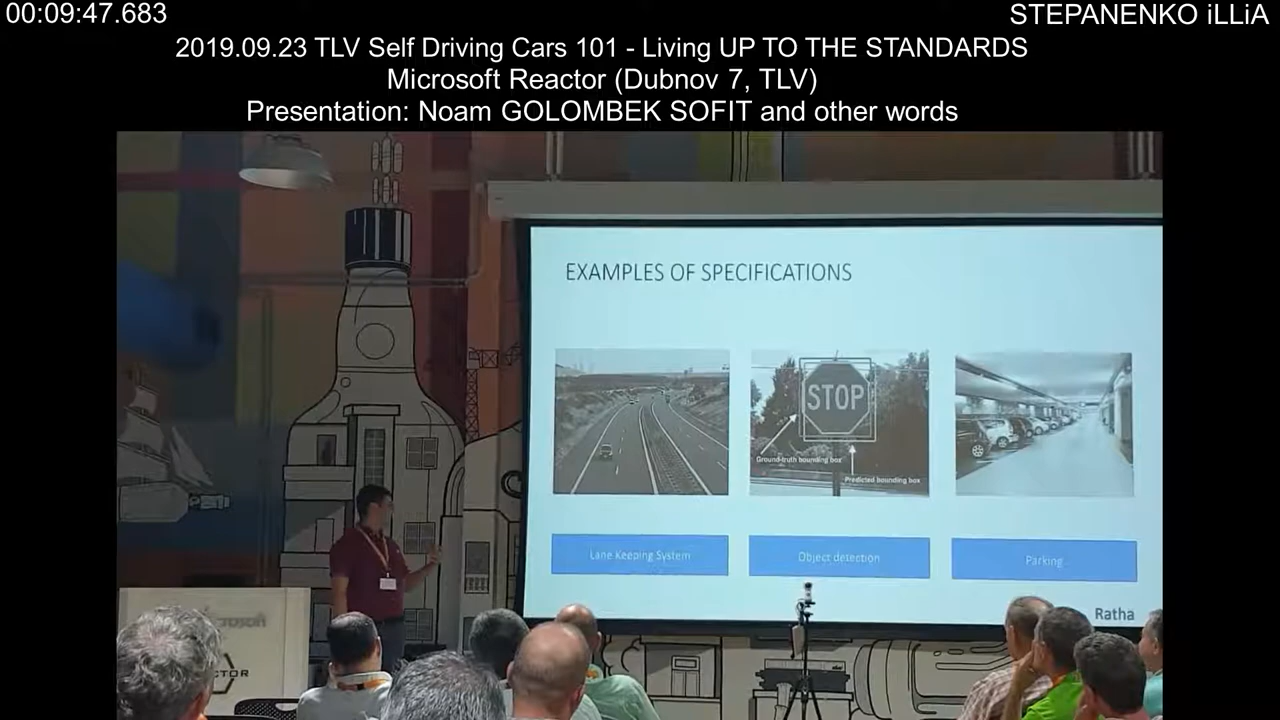 00:09:47.683
STEPANENKO iLLiA
2019.09.23 TLV Self Driving Cars 101 - Living UP TO THE STANDARDS
Microsoft Reactor (Dubnov 7, TLV)
Presentation: Noam GOLOMBEK SOFIT and other words
EXAMPLES OF SPECIFICATIONS
STOP
Ground-truth bounding box
Predicted bounding box
Lane Keeping System
Object detection
Parking
Ratha